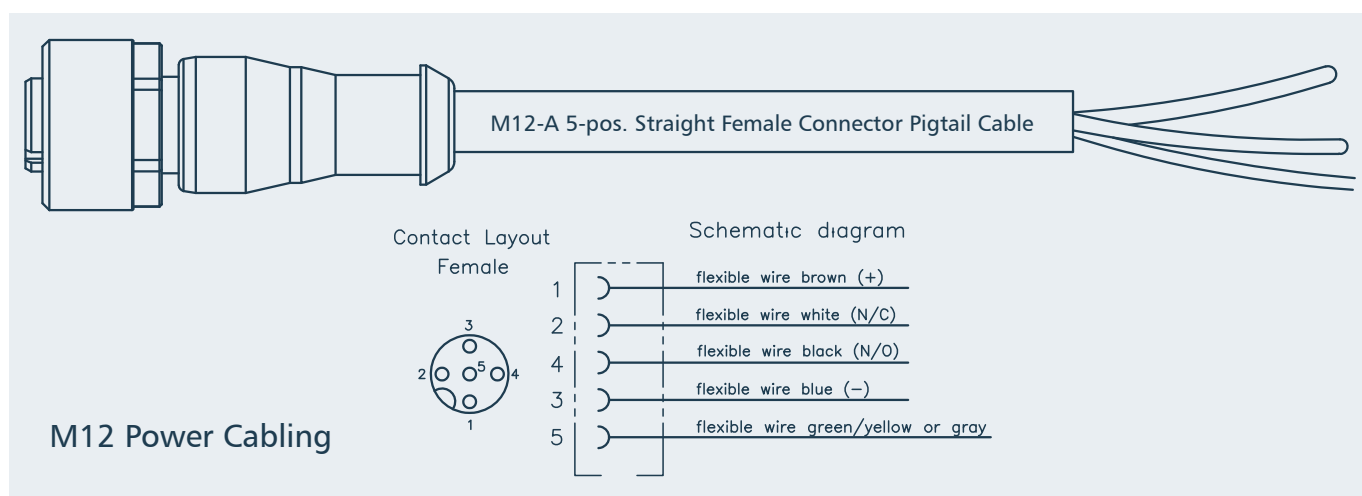 M12-A 5-pos. Straight Female Connector Pigtail Cable
Contact Layout
Female
Schematic diagram
1 flexible wire brown (+)
2 flexible wire white (N/C)
4 flexible wire black (N/O)
3 flexible wire blue (−)
5 flexible wire green/yellow or gray
3
2 5 4
1
M12 Power Cabling